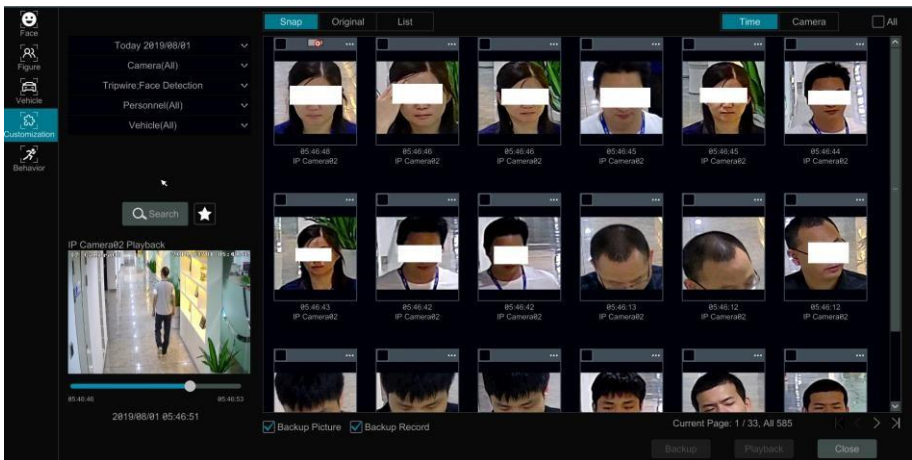 Face
Figure
Vehicle
Customization
Behavior
Today 2019/08/01
Camera(All)
Tripwire;Face Detection
Personnel(All)
Vehicle(All)
Search
IP Camera02 Playback
05:46:46
05:46:53
2019/08/01 05:46:51
Snap Original List
Time Camera All
05:46:48 05:46:46 05:46:46 05:46:45 05:46:45 05:46:44
IP Camera02 IP Camera02 IP Camera02 IP Camera02 IP Camera02 IP Camera02
05:46:43 05:46:42 05:46:42 05:46:13 05:46:12 05:46:12
IP Camera02 IP Camera02 IP Camera02 IP Camera02 IP Camera02 IP Camera02
Backup Picture Backup Record
Current Page: 1 / 33, All 585
Backup Playback Close